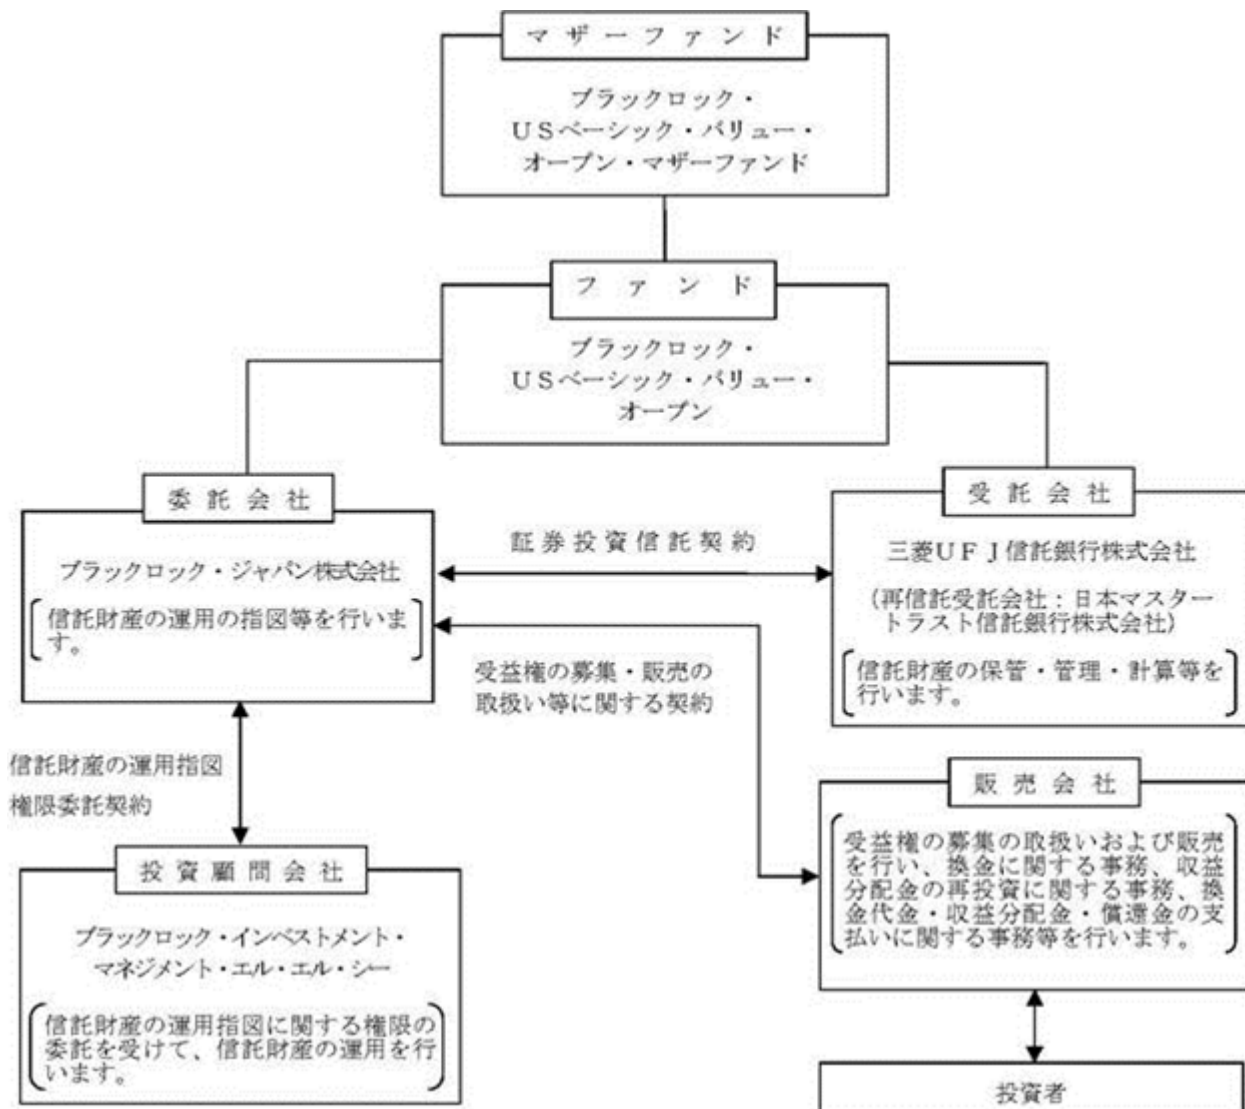 マザーファンド
ブラックロック・
ＵＳベーシック・バリュー・
オープン・マザーファンド
ファンド
ブラックロック・
ＵＳベーシック・バリュー・
オープン
委託会社
ブラックロック・ジャパン株式会社
信託財産の運用の指図等を行いま
す。
証券投資信託契約
受託会社
三菱ＵＦＪ信託銀行株式会社
（再信託受託会社：日本マスター
トラスト信託銀行株式会社）
信託財産の保管・管理・計算等を
行います。
受益権の募集・販売の
取扱い等に関する契約
信託財産の運用指図
権限委託契約
販売会社
受益権の募集の取扱いおよび販売
を行い、換金に関する事務、収益
分配金の再投資に関する事務、換
金代金・収益分配金・償還金の支
払いに関する事務等を行います。
投資顧問会社
ブラックロック・インベストメント・
マネジメント・エル・エル・シー
信託財産の運用指図に関する権限の
委託を受けて、信託財産の運用を行
います。
投資者